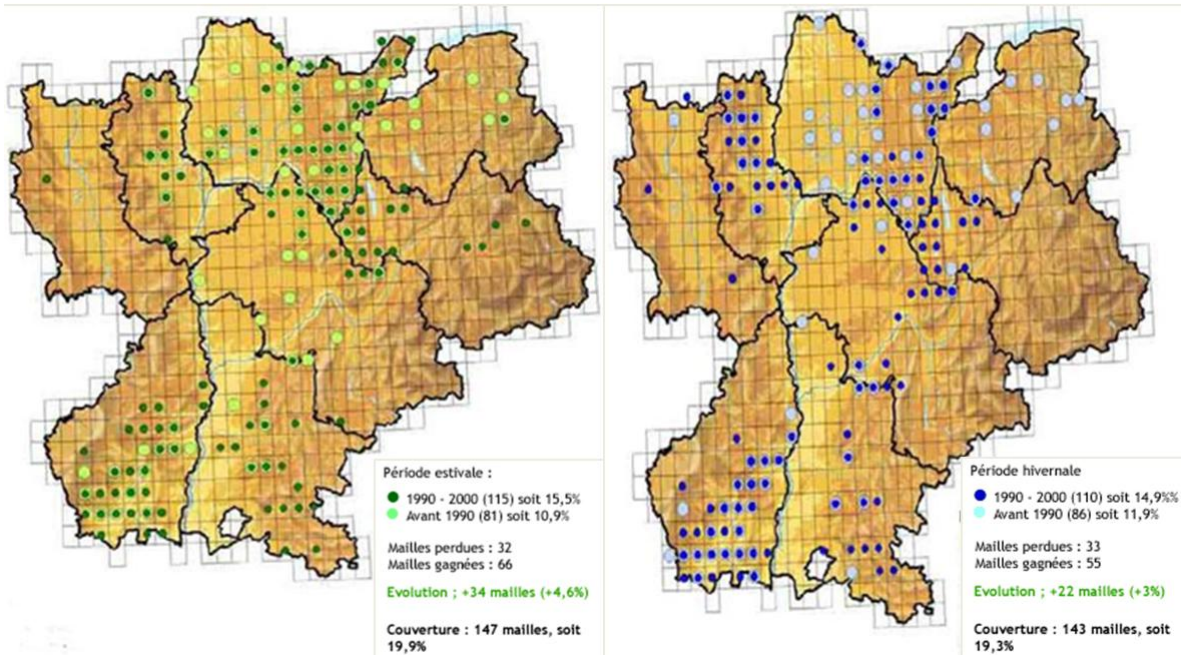 Période estivale :
1990 - 2000 (115) soit 15,5%
Avant 1990 (81) soit 10,9%
Mailles perdues : 32
Mailles gagnées : 66
Evolution ; +34 mailles (+4,6%)
Couverture : 147 mailles, soit
19,9%
Période hivernale
1990 - 2000 (110) soit 14,9%%
Avant 1990 (86) soit 11,9%
Mailles perdues : 33
Mailles gagnées : 55
Evolution ; +22 mailles (+3%)
Couverture : 143 mailles, soit
19,3%